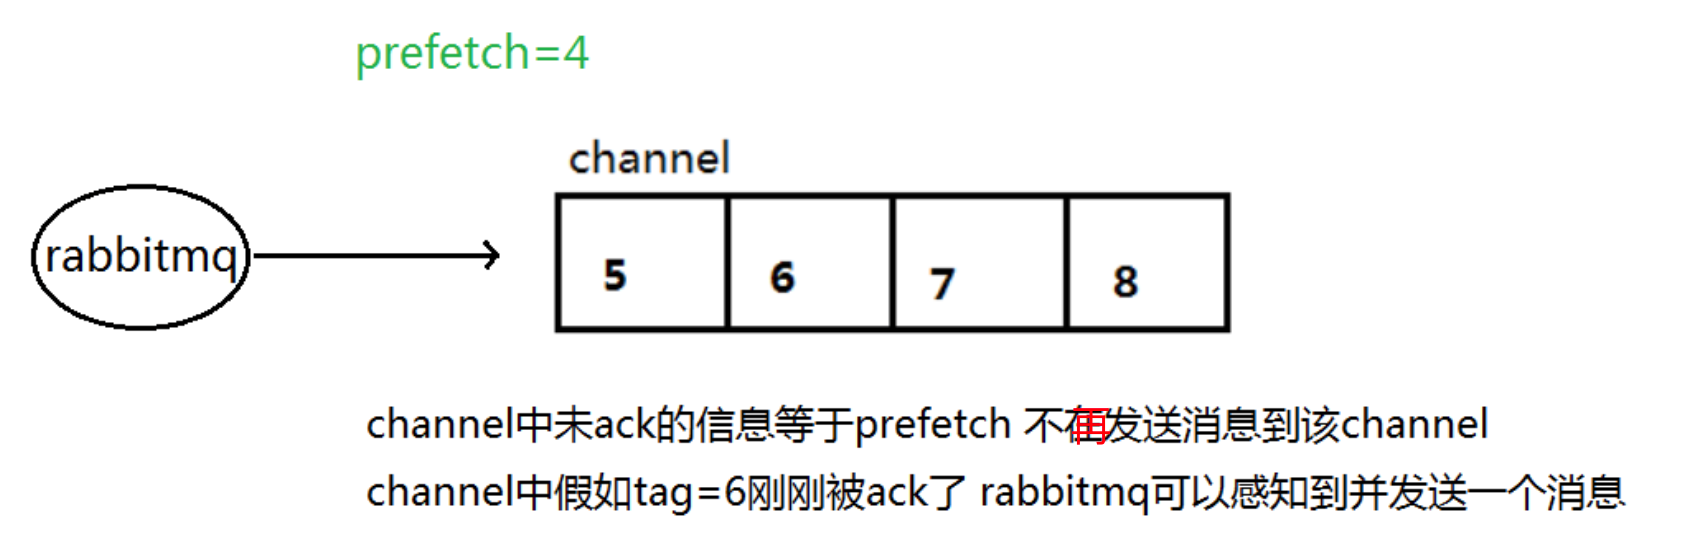 prefetch=4
channel
rabbitmq
5 6 7 8
channel中未ack的信息等于prefetch 不再发送消息到该channel
channel中假如tag=6刚刚被ack了 rabbitmq可以感知到并发送一个消息